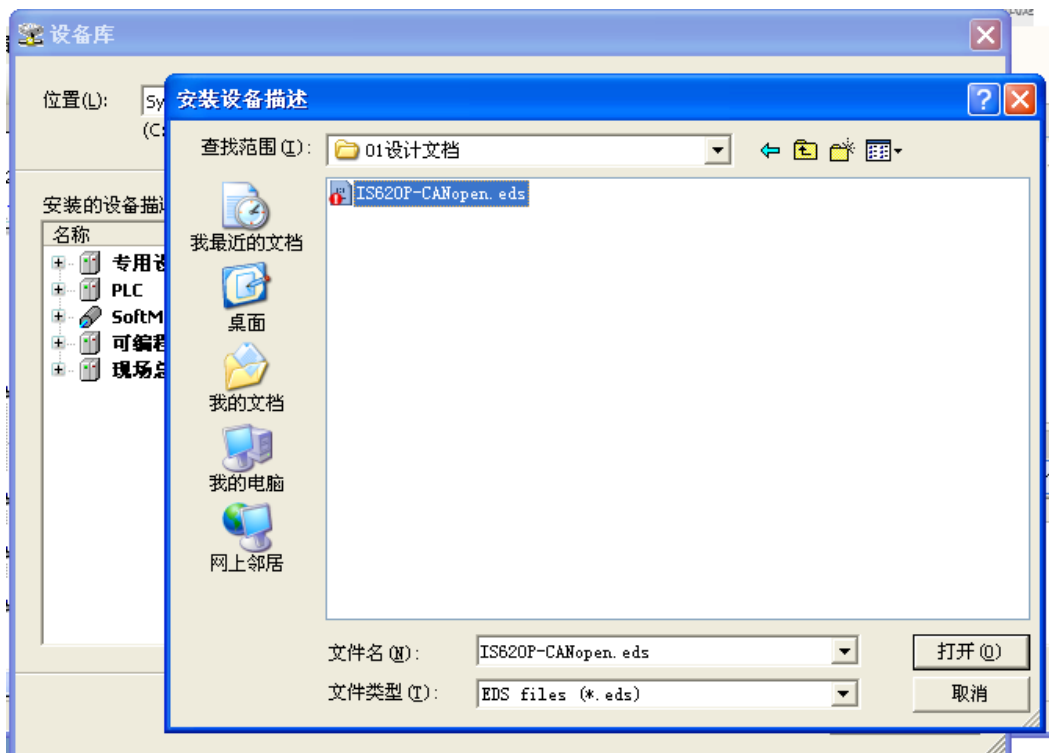 设备库
位置(L):
Sy
(C:
安装设备描述
查找范围(I):
01设计文档
安装的设备描述
名称
专用设
PLC
SoftM
可编程
现场总
IS620P-CANopen.eds
我最近的文档
桌面
我的文档
我的电脑
网上邻居
文件名(N):
IS620P-CANopen.eds
打开(O)
文件类型(T):
EDS files (*.eds)
取消